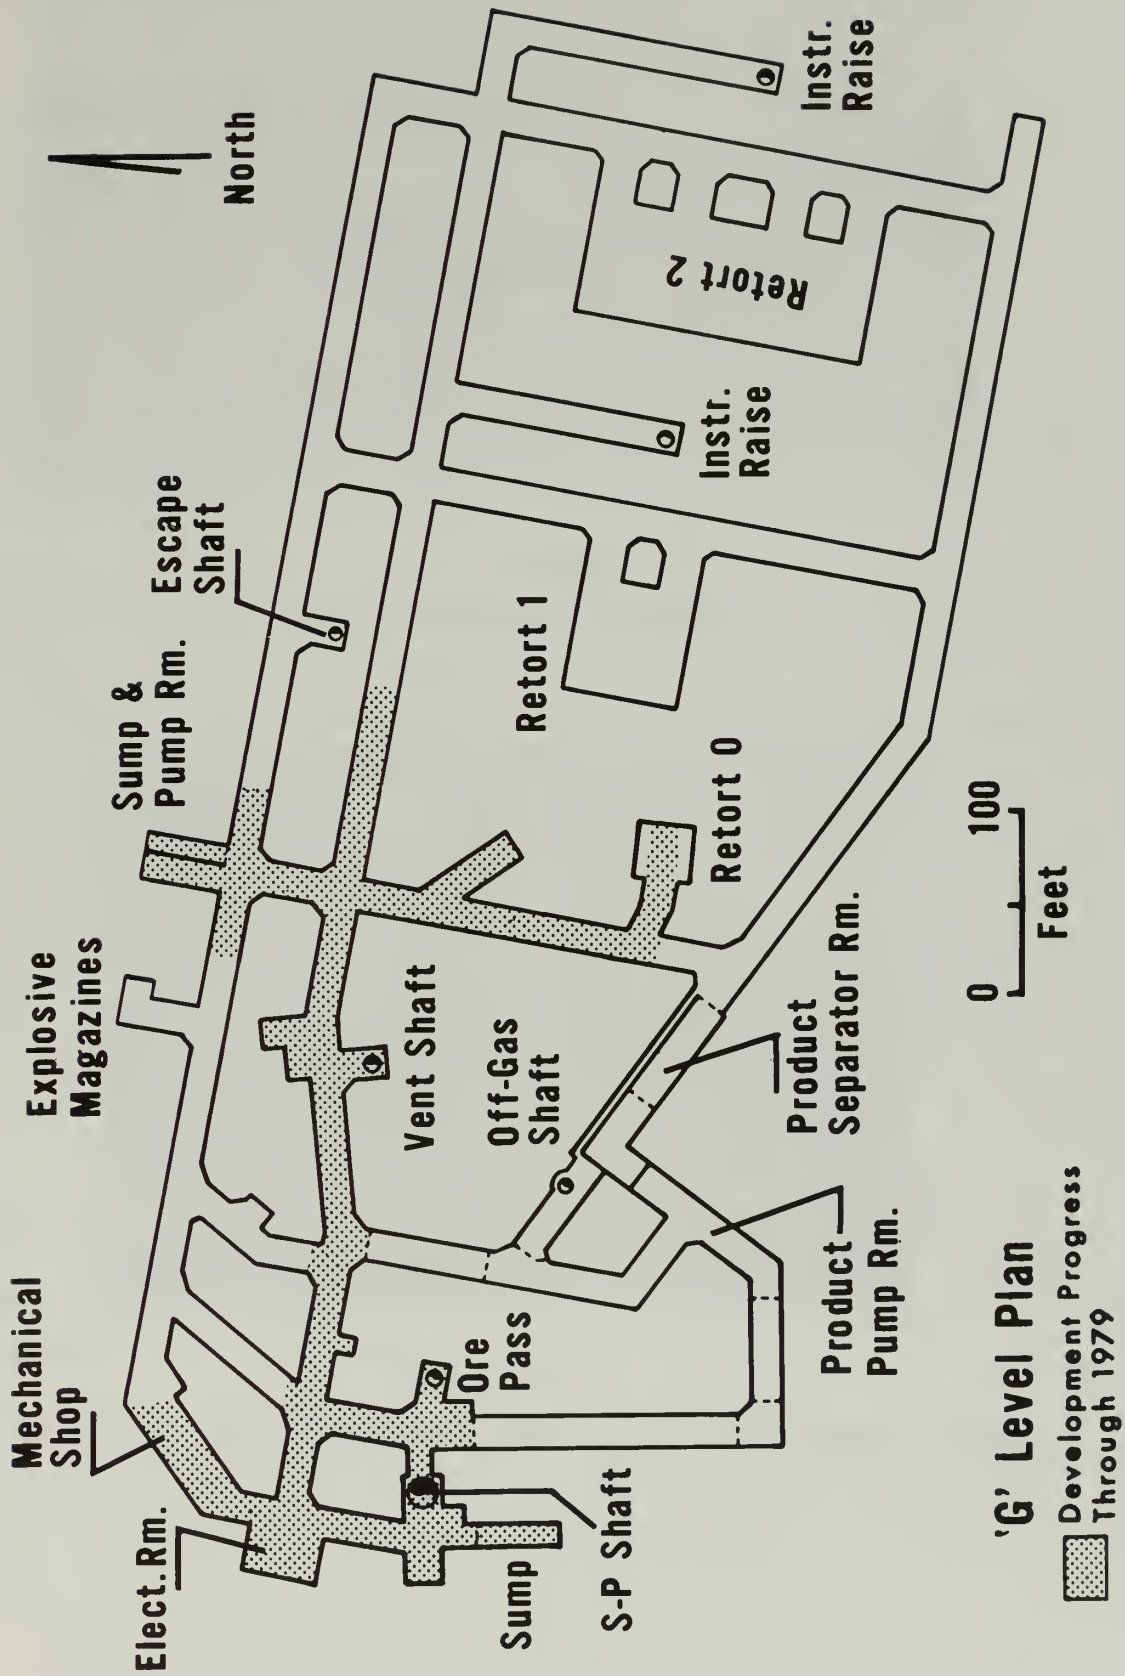 Elect. Rm.
Mechanical
Shop
Explosive
Magazines
Sump &
Pump Rm.
Escape
Shaft
North
Instr.
Raise
Sump
S-P Shaft
Ore
Pass
Vent Shaft
Off-Gas
Shaft
Retort 0
Retort 1
Instr.
Raise
Retort 2
Product
Pump Rm.
Product
Separator Rm.
0
100
Feet
'G' Level Plan
Development Progress
Through 1979